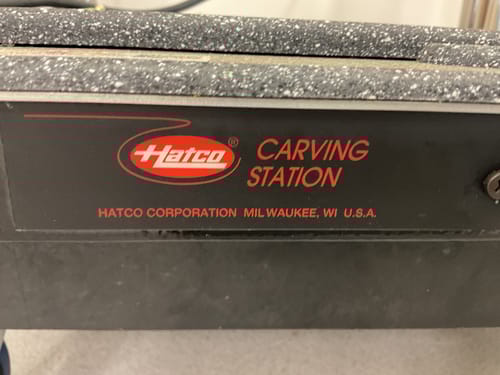 Hatco® CARVING
STATION
HATCO CORPORATION MILWAUKEE, WI U.S.A.